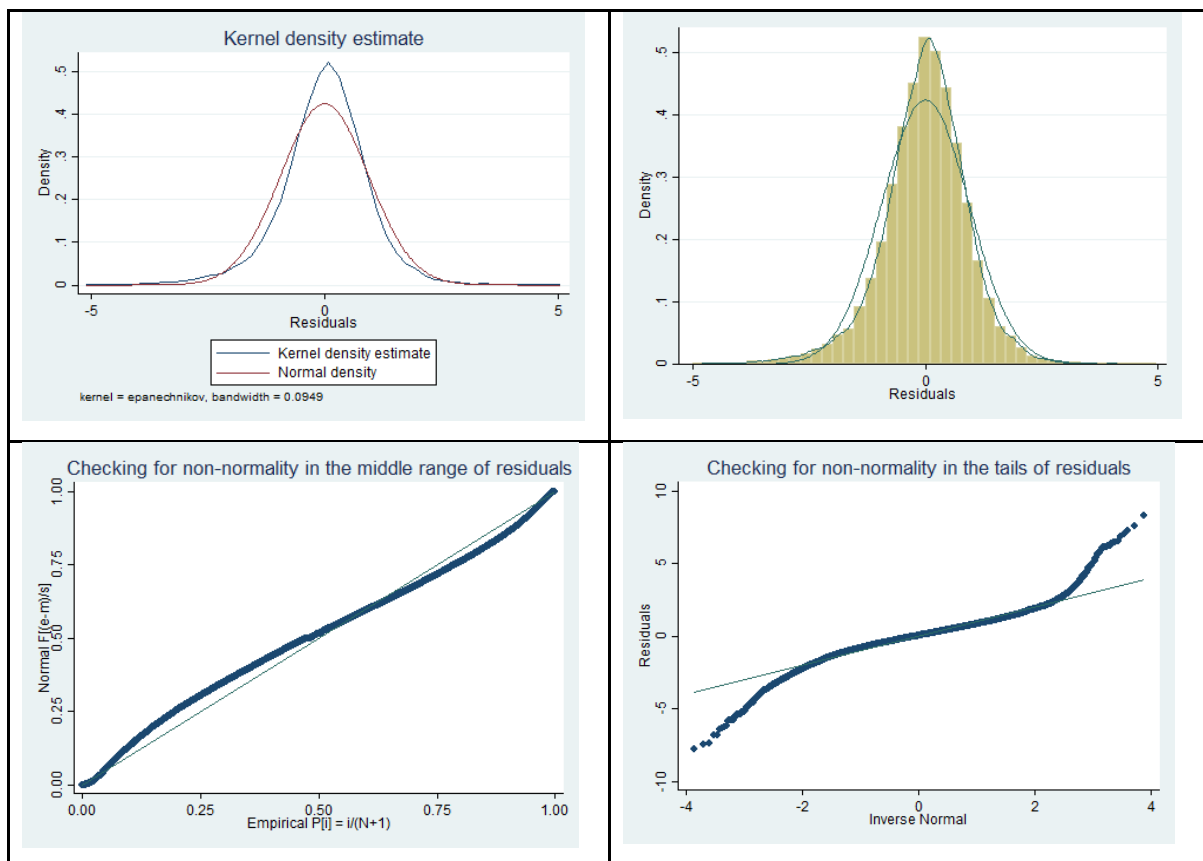 Kernel density estimate
.5
.4
.3
.2
.1
0
Density
-5 0 5
Residuals
Kernel density estimate
Normal density
kernel = epanechnikov, bandwidth = 0.0949
.5
.4
.3
.2
.1
0
Density
-5 0 5
Residuals
Checking for non-normality in the middle range of residuals
1.00
0.75
0.50
0.25
0.00
Normal F[(e-m)/s]
0.00 0.25 0.50 0.75 1.00
Empirical P[i] = i/(N+1)
Checking for non-normality in the tails of residuals
10
5
0
-5
-10
Residuals
-4 -2 0 2 4
Inverse Normal